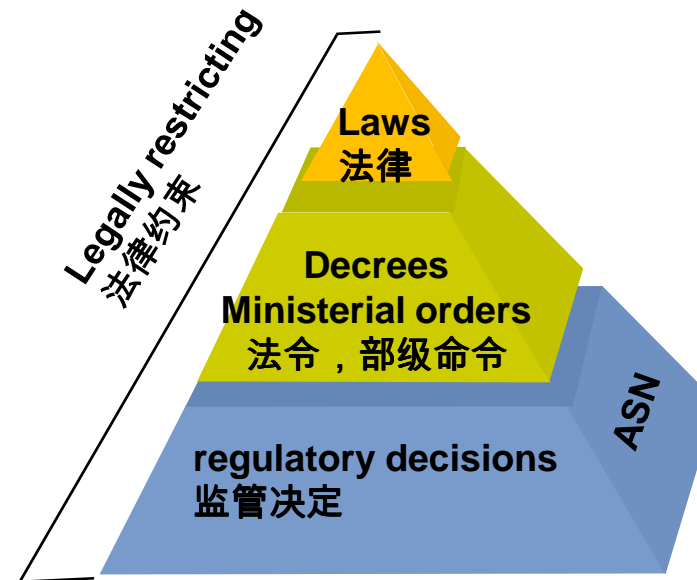 Legally restricting
法律约束
Laws
法律
Decrees
Ministerial orders
法令，部级命令
regulatory decisions
监管决定
ASN